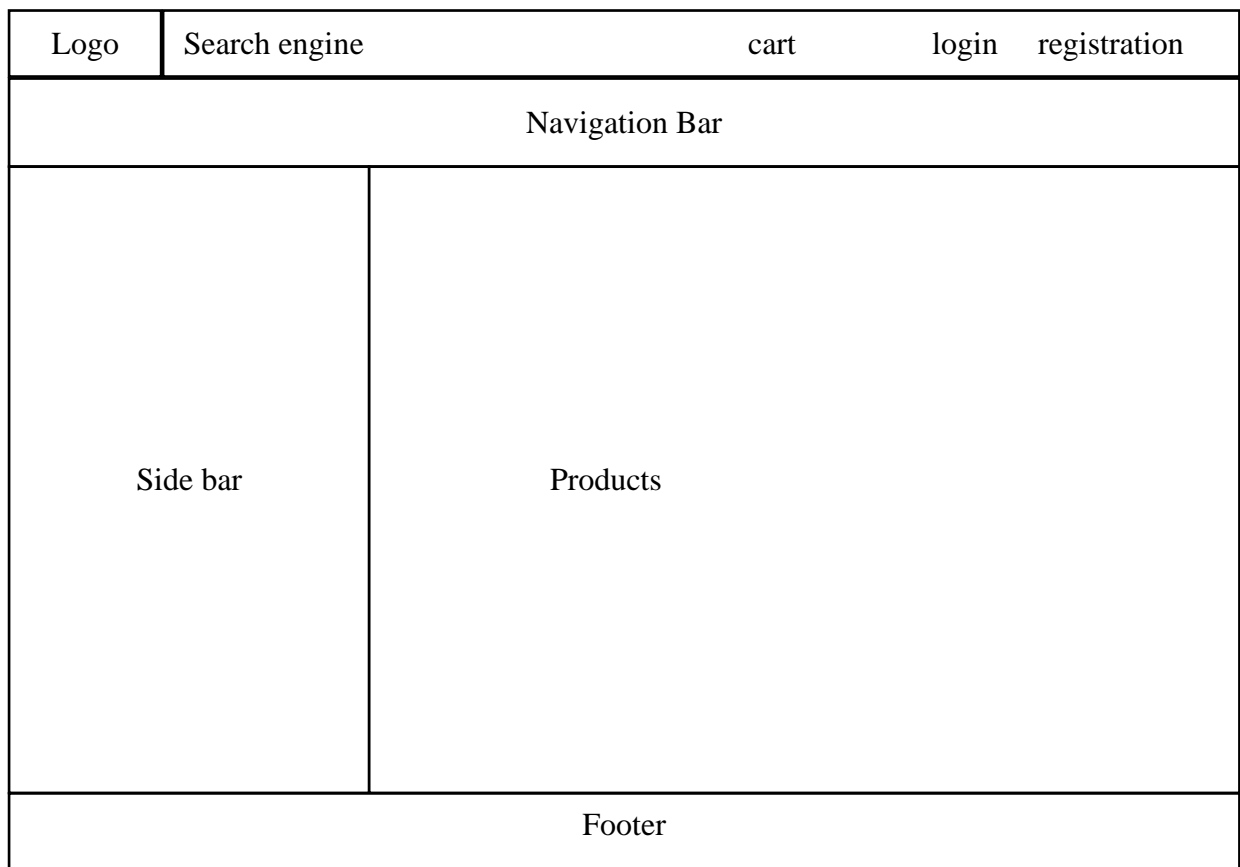 Logo Search engine cart login registration
Navigation Bar
Side bar Products
Footer